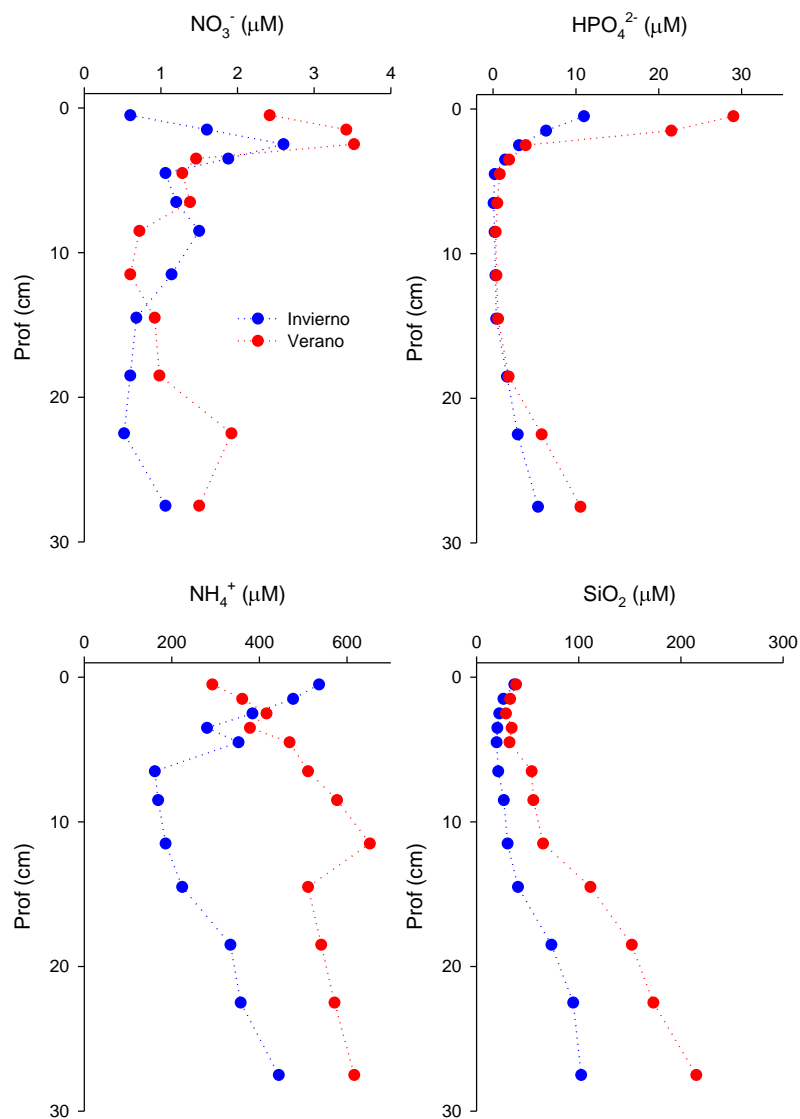 NO₃⁻ (μM)
HPO₄²⁻ (μM)
0 1 2 3 4
0 10 20 30
0
10
20
30
Prof (cm)
Invierno
Verano
0
10
20
30
Prof (cm)
NH₄⁺ (μM)
SiO₂ (μM)
0 200 400 600
0 100 200 300
0
10
20
30
Prof (cm)
0
10
20
30
Prof (cm)